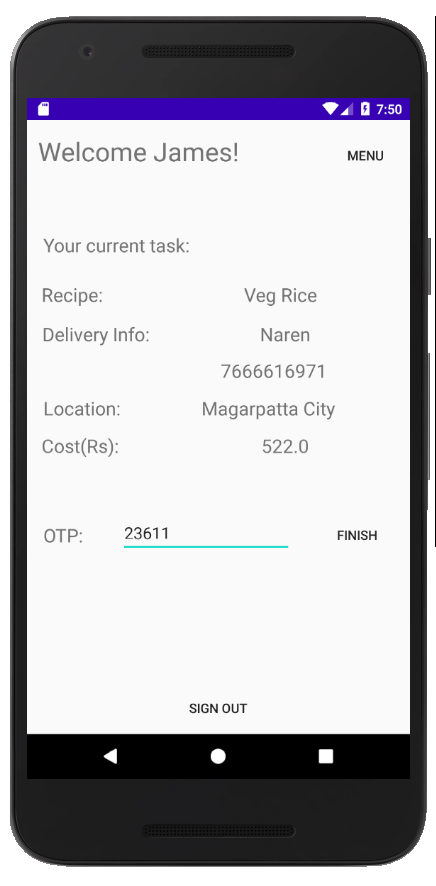 7:50
Welcome James! MENU
Your current task:
Recipe: Veg Rice
Delivery Info: Naren
7666616971
Location: Magarpatta City
Cost(Rs): 522.0
OTP: 23611 FINISH
SIGN OUT